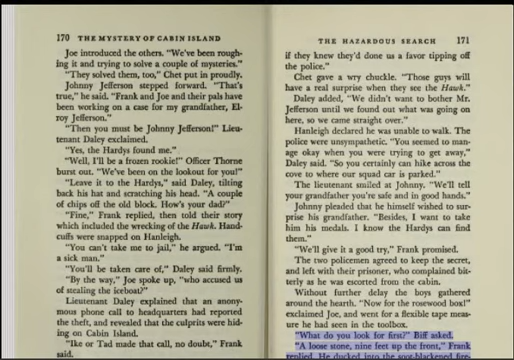 170 THE MYSTERY OF CABIN ISLAND
Joe introduced the others. "We've been rough-
ing it and trying to solve a couple of mysteries."
"They solved them, too," Chet put in proudly.
Johnny Jefferson stepped forward. "That's
true," he said. "Frank and Joe and their pals have
been working on a case for my grandfather, El-
roy Jefferson."
"Then you must be Johnny Jefferson!" Lieu-
tenant Daley exclaimed.
"Yes, the Hardys found me."
"Well, I'll be a frozen rookie!" Officer Thorne
burst out. "We've been on the lookout for you!"
"Leave it to the Hardys," said Daley, tilting
back his hat and scratching his head. "A couple
of chips off the old block. How's your dad?"
"Fine," Frank replied, then told their story
which included the wrecking of the Hawk. Hand-
cuffs were snapped on Hanleigh.
"You can't take me to jail," he argued. "I'm
a sick man."
"You'll be taken care of," Daley said firmly.
"By the way," Joe spoke up, "who accused us
of stealing the iceboat?"
Lieutenant Daley explained that an anony-
mous phone call to headquarters had reported
the theft, and revealed that the culprits were hid-
ing on Cabin Island.
"Ike or Tad made that call, no doubt," Frank
said.
THE HAZARDOUS SEARCH 171
if they knew they'd done us a favor tipping off
the police."
Chet gave a wry chuckle. "Those guys will
have a real surprise when they see the Hawk."
Daley added, "We didn't want to bother Mr.
Jefferson until we found out what was going on
here, so we came straight over."
Hanleigh declared he was unable to walk. The
police were unsympathetic. "You seemed to man-
age okay when you were trying to get away,"
Daley said. "So you certainly can hike across the
cove to where our squad car is parked."
The lieutenant smiled at Johnny. "We'll tell
your grandfather you're safe and in good hands."
Johnny pleaded that he himself wished to sur-
prise his grandfather. "Besides, I want to take
him his medals. I know the Hardys can find
them."
"We'll give it a good try," Frank promised.
The two policemen agreed to keep the secret,
and left with their prisoner, who complained bit-
terly as he was escorted from the cabin.
Without further delay the boys gathered
around the hearth. "Now for the rosewood box!"
exclaimed Joe, and went for a flexible tape meas-
ure he had seen in the toolbox.
"What do you look for first?" Biff asked.
"A loose stone, nine feet up the front," Frank
replied. He ducked into the soot-blackened fire-